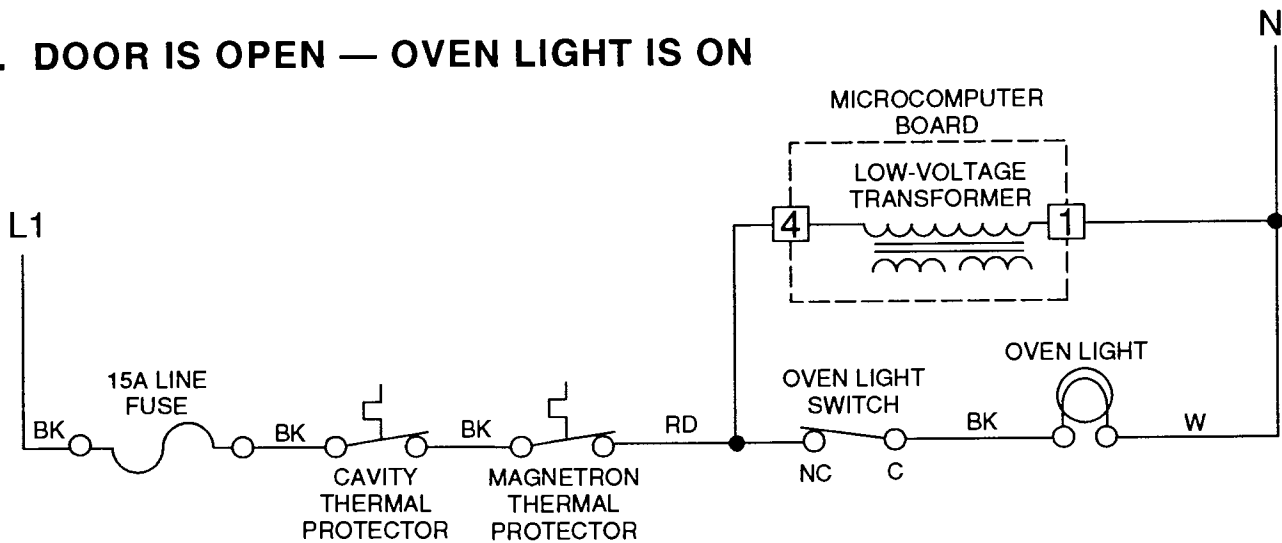 . DOOR IS OPEN — OVEN LIGHT IS ON
N
MICROCOMPUTER
BOARD
LOW-VOLTAGE
TRANSFORMER
4
1
L1
15A LINE
FUSE
OVEN LIGHT
SWITCH
OVEN LIGHT
BK
BK
BK
RD
BK
W
NC
C
CAVITY
THERMAL
PROTECTOR
MAGNETRON
THERMAL
PROTECTOR